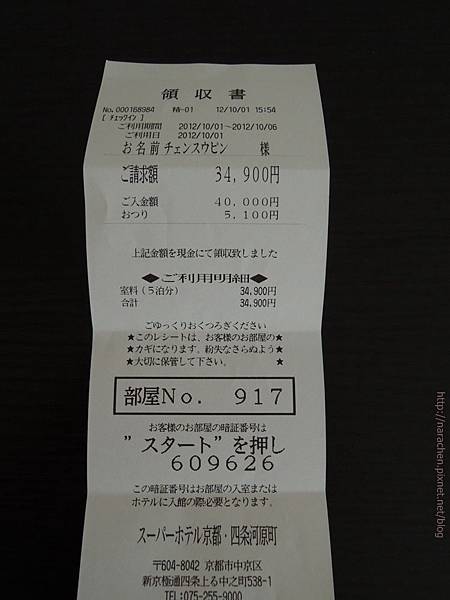 領収書
No.000168984 精-01 12/10/01 15:54
[ﾁｪｯｸｲﾝ]
ご利用期間 2012/10/01～2012/10/06
ご利用日 2012/10/01
お名前 チェンスウピン 様
ご請求額 34,900円
ご入金額 40,000円
おつり 5,100円
上記金額を現金にて領収致しました
◆ご利用明細◆
室料(5泊分) 34,900円
合計 34,900円
ごゆっくりおくつろぎください
★このレシートは、お客様のお部屋の★
★カギになります。紛失なさらぬよう★
★大切に保管して下さい。 ★
部屋No. 917
お客様のお部屋の暗証番号は
”スタート”を押し
609626
この暗証番号はお部屋の入室または
ホテルに入館の際必要となります。
スーパーホテル京都・四条河原町
〒604-8042 京都市中京区
新京極通四条上る中之町538-1
TEL:075-255-9000
http://narachen.pixnet.net/blog